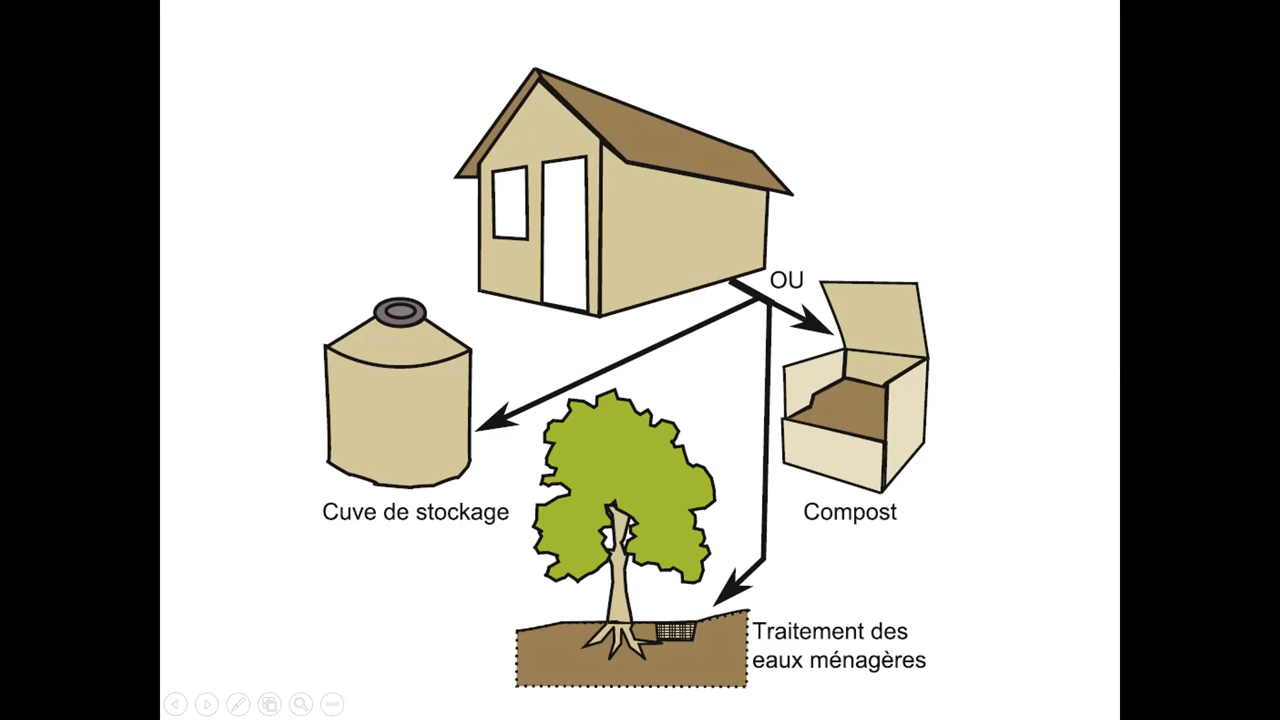 OU
Cuve de stockage
Compost
Traitement des
eaux ménagères